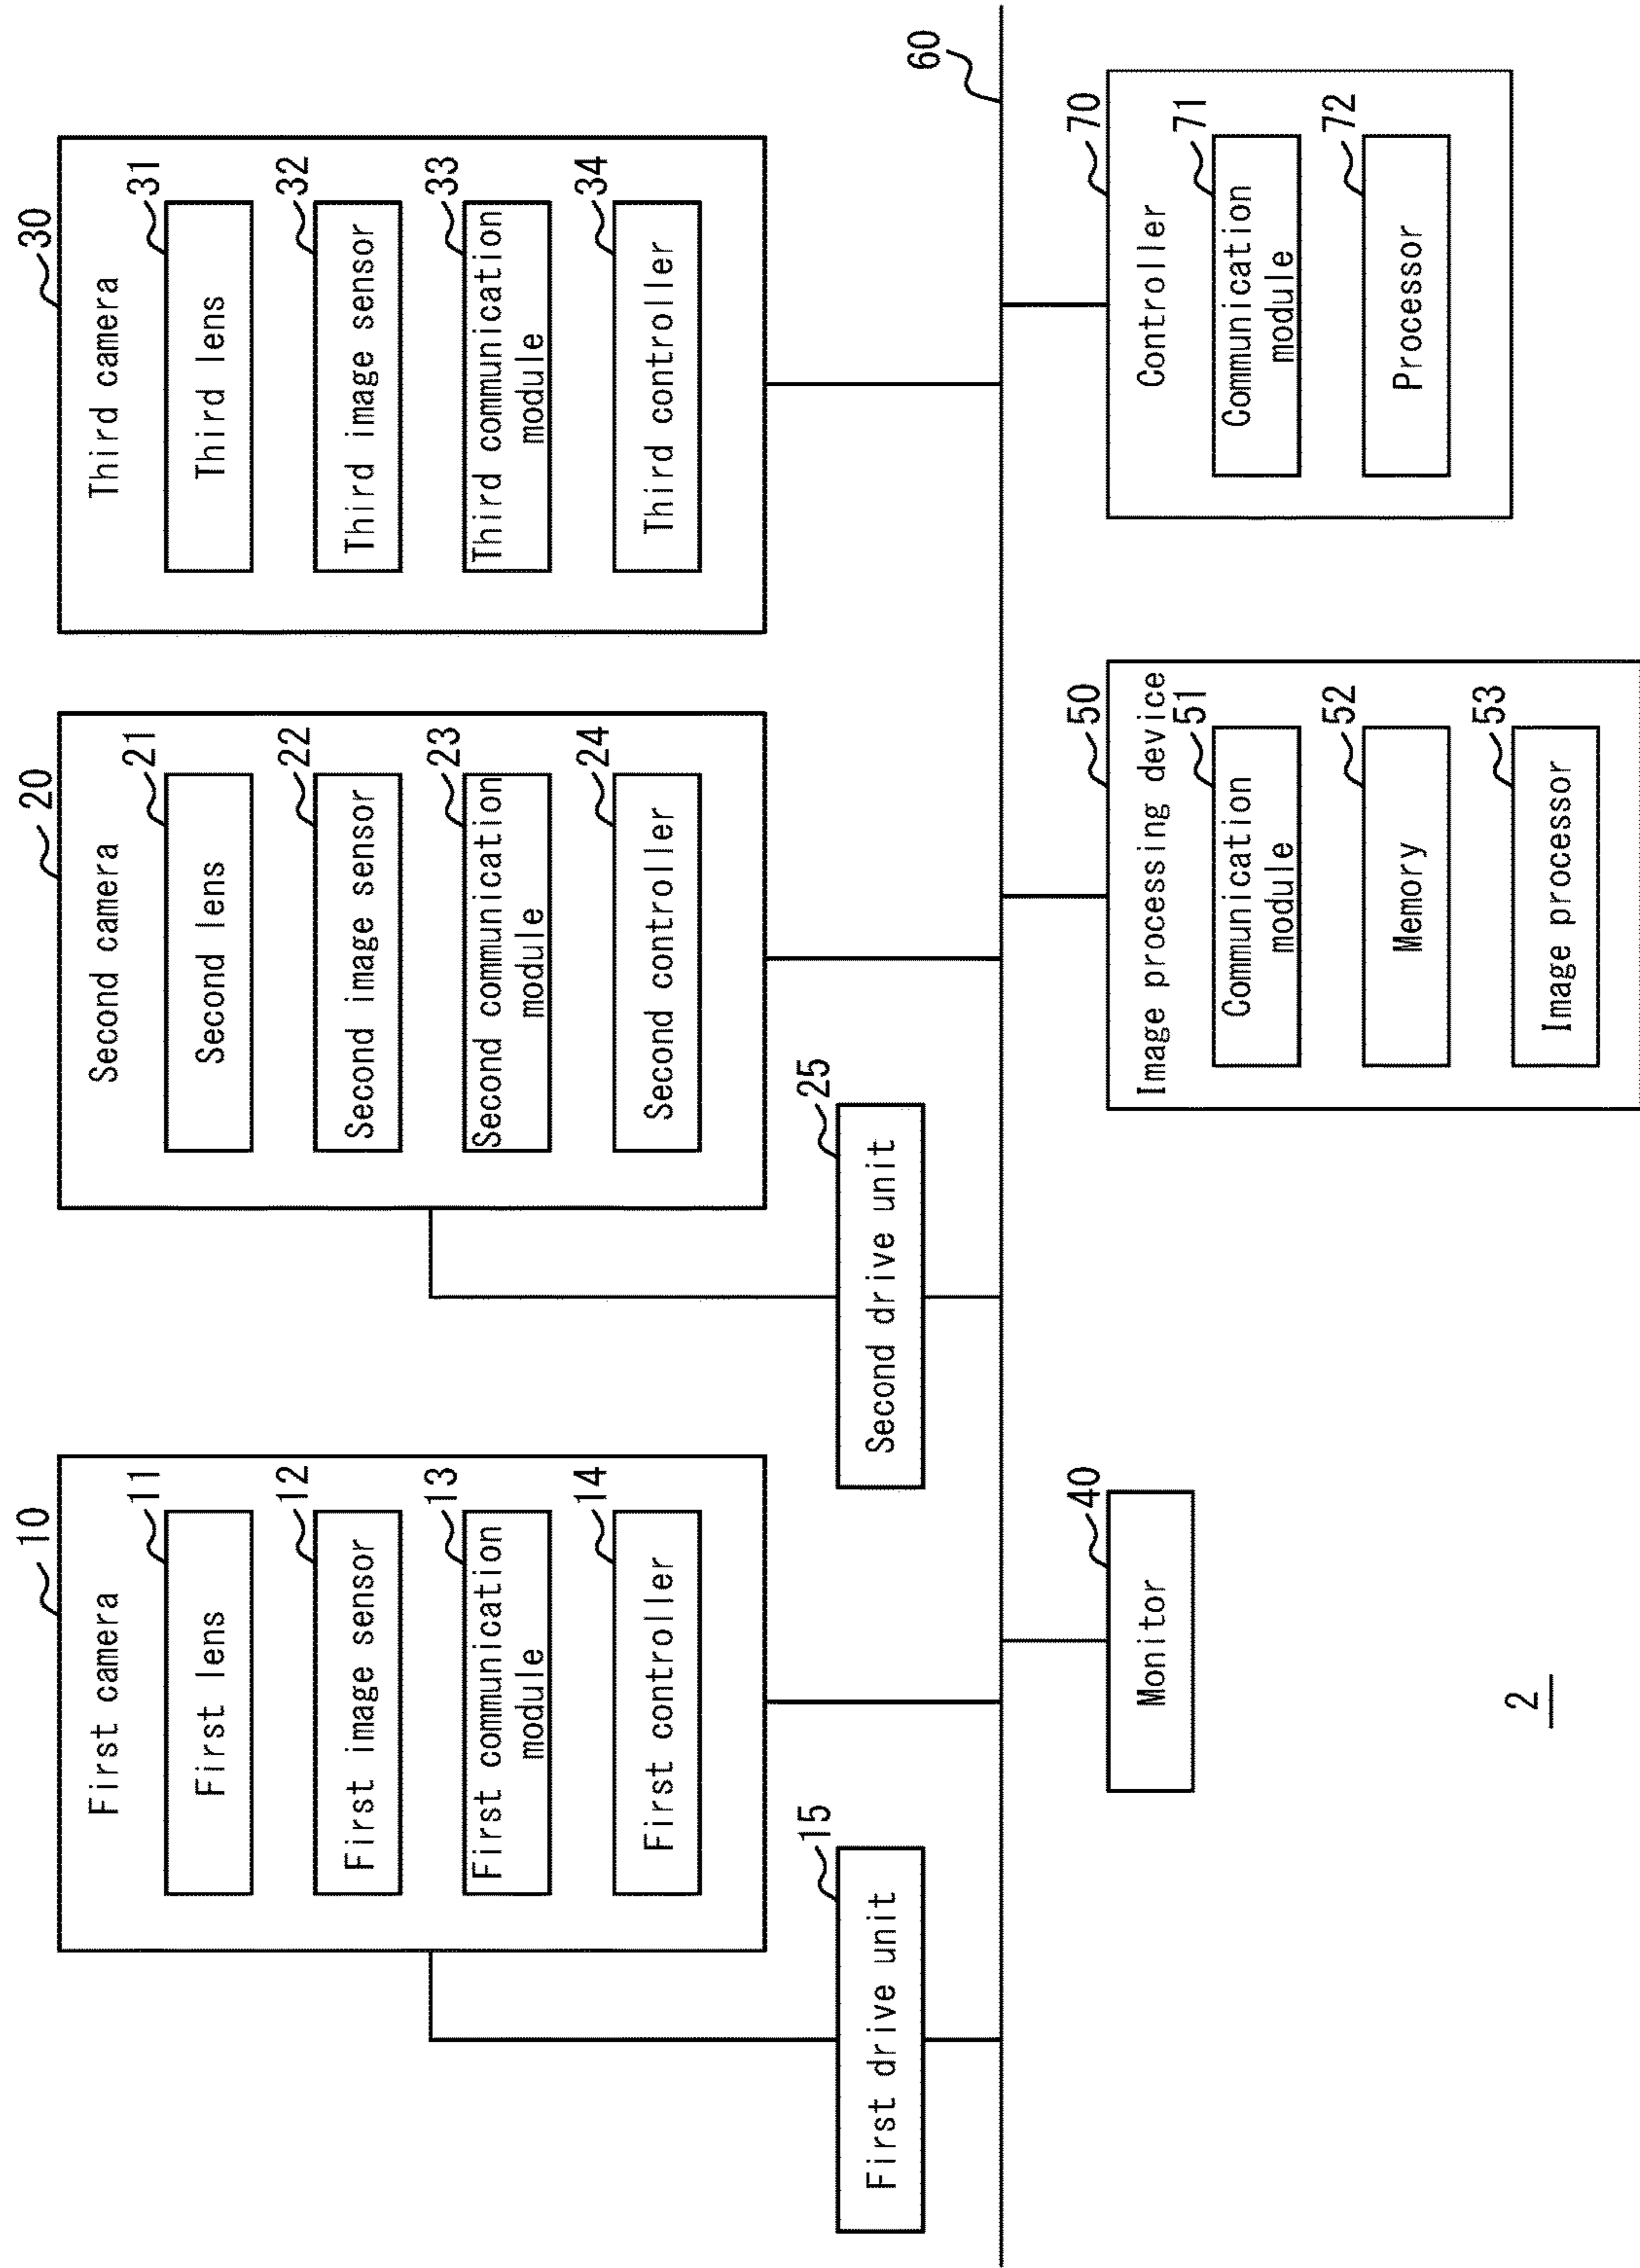 10
First camera
11
First lens
12
First image sensor
13
First communication
module
14
First controller
15
First drive unit
20
Second camera
21
Second lens
22
Second image sensor
23
Second communication
module
24
Second controller
25
Second drive unit
30
Third camera
31
Third lens
32
Third image sensor
33
Third communication
module
34
Third controller
60
40
Monitor
50
Image processing device
51
Communication
module
52
Memory
53
Image processor
70
Controller
71
Communication
module
72
Processor
2